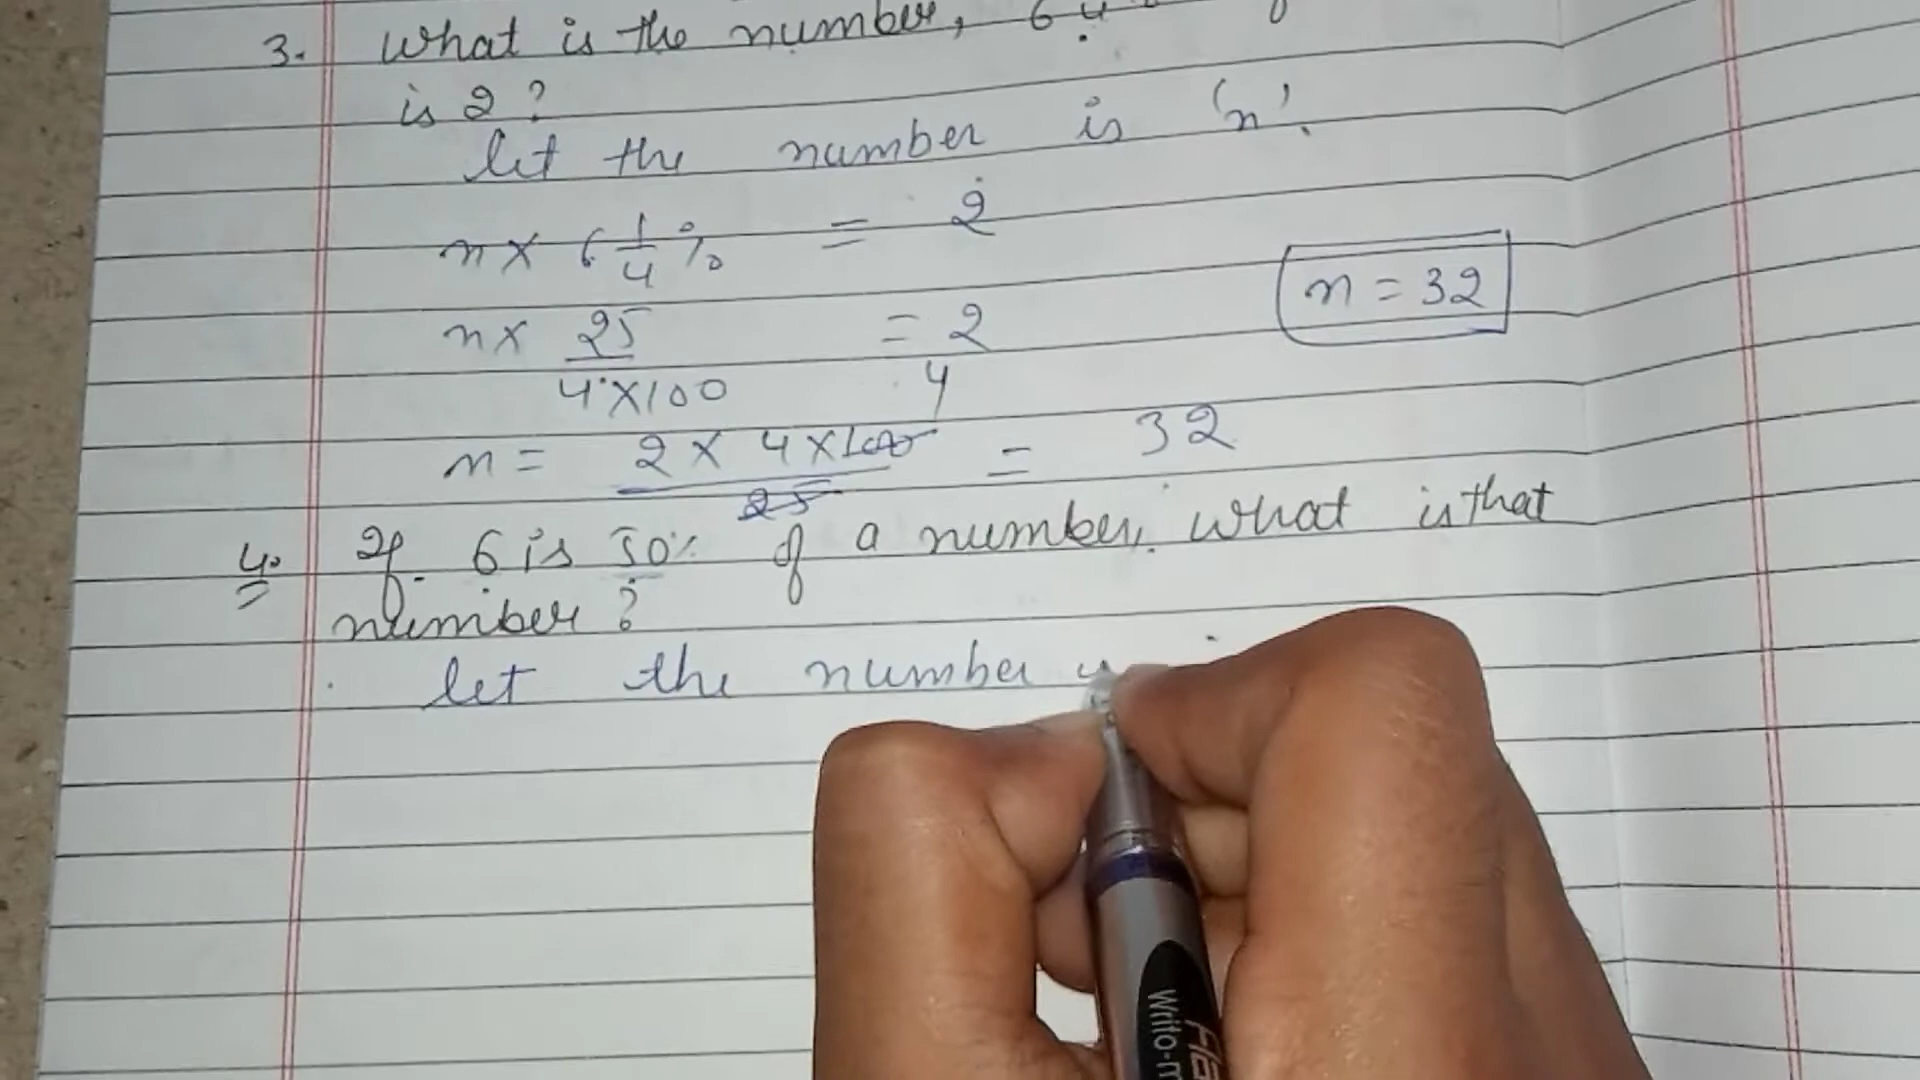 3. What is the number, 6
is 2 ?
let the number is 'n'.
n x 6 1/4 % = 2
n x 25 / 4 x 100 = 2
n = 2 x 4 x 100 / 25 = 32
4
n = 32
4. If 6 is 50% of a number, what is that
number ?
let the number
Writo-m